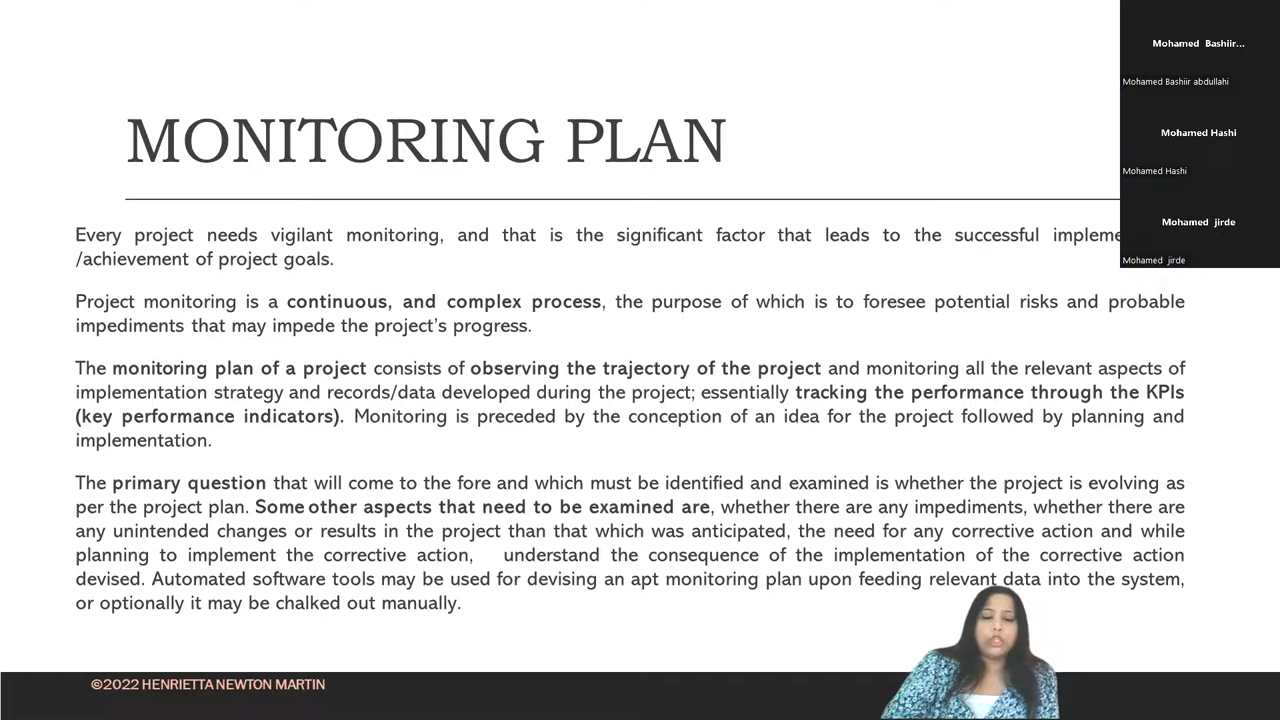 MONITORING PLAN
Every project needs vigilant monitoring, and that is the significant factor that leads to the successful impleme
/achievement of project goals.
Project monitoring is a continuous, and complex process, the purpose of which is to foresee potential risks and probable
impediments that may impede the project's progress.
The monitoring plan of a project consists of observing the trajectory of the project and monitoring all the relevant aspects of
implementation strategy and records/data developed during the project; essentially tracking the performance through the KPIs
(key performance indicators). Monitoring is preceded by the conception of an idea for the project followed by planning and
implementation.
The primary question that will come to the fore and which must be identified and examined is whether the project is evolving as
per the project plan. Some other aspects that need to be examined are, whether there are any impediments, whether there are
any unintended changes or results in the project than that which was anticipated, the need for any corrective action and while
planning to implement the corrective action, understand the consequence of the implementation of the corrective action
devised. Automated software tools may be used for devising an apt monitoring plan upon feeding relevant data into the system,
or optionally it may be chalked out manually.
©2022 HENRIETTA NEWTON MARTIN
Mohamed Bashiir...
Mohamed Bashiir abdullahi
Mohamed Hashi
Mohamed Hashi
Mohamed jirde
Mohamed jirde